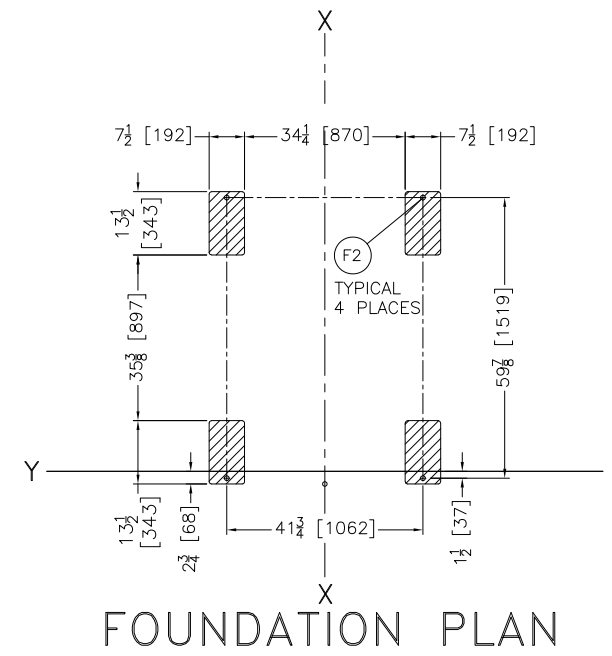 X
7½ [192]
34¼ [870]
7½ [192]
13½
[343]
F2
TYPICAL
4 PLACES
35⅜ [897]
59⅞ [1519]
Y
13½
[343]
2¾ [68]
41¾ [1062]
1½ [37]
X
FOUNDATION PLAN